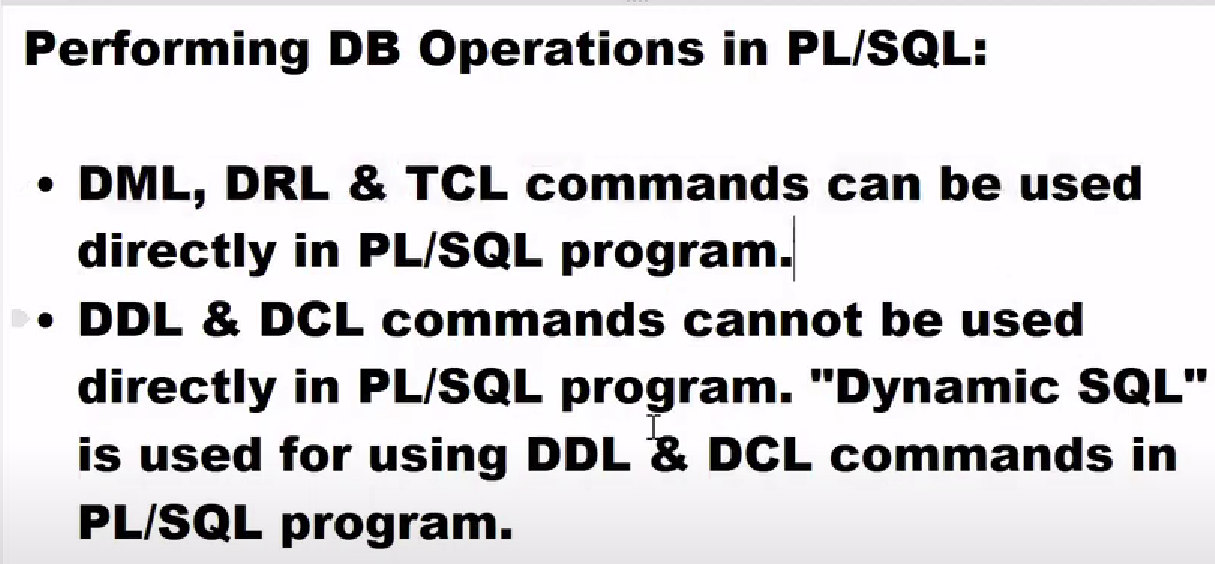 Performing DB Operations in PL/SQL:
• DML, DRL & TCL commands can be used
directly in PL/SQL program.
• DDL & DCL commands cannot be used
directly in PL/SQL program. "Dynamic SQL"
is used for using DDL & DCL commands in
PL/SQL program.